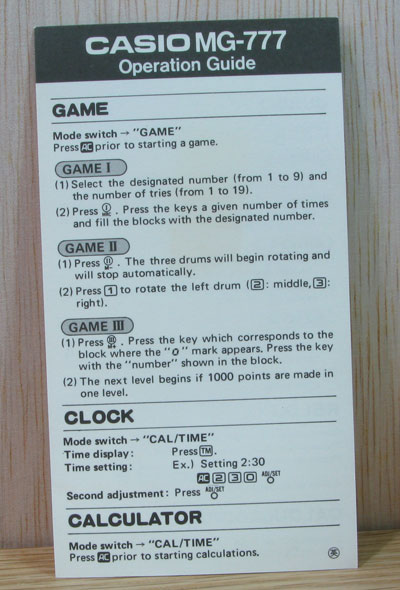 CASIO MG-777
Operation Guide
GAME
Mode switch → "GAME"
Press AC prior to starting a game.
GAME I
(1) Select the designated number (from 1 to 9) and
the number of tries (from 1 to 19).
(2) Press Ⓘ. Press the keys a given number of times
and fill the blocks with the designated number.
GAME II
(1) Press Ⓘ Ⓘ. The three drums will begin rotating and
will stop automatically.
(2) Press 1 to rotate the left drum (2: middle, 3:
right).
GAME III
(1) Press . Press the key which corresponds to the
block where the "o" mark appears. Press the key
with the "number" shown in the block.
(2) The next level begins if 1000 points are made in
one level.
CLOCK
Mode switch → "CAL/TIME"
Time display: Press TM.
Time setting: Ex.) Setting 2:30
AC 2 3 0 ADJ/SET
Second adjustment: Press ADJ/SET
CALCULATOR
Mode switch → "CAL/TIME"
Press AC prior to starting calculations.
英